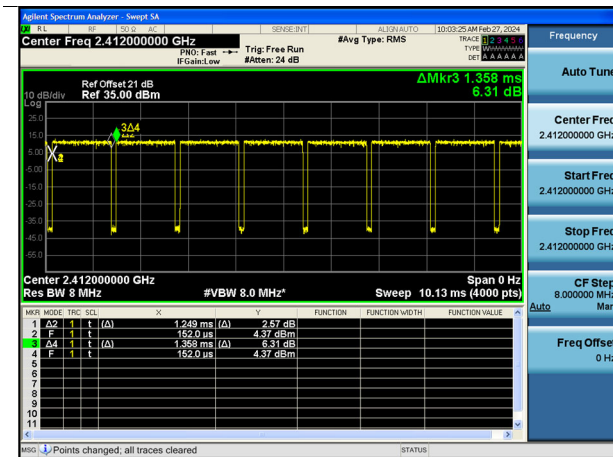 Agilent Spectrum Analyzer - Swept SA
RL RF 50 Ω AC SENSE:INT ALIGN AUTO 10:03:25 AM Feb 27, 2024
Center Freq 2.412000000 GHz #Avg Type: RMS TRACE 1 2 3 4 5 6
PNO: Fast Trig: Free Run TYPE
IFGain:Low #Atten: 24 dB DET A A A A A A
Frequency
Auto Tune
ΔMkr3 1.358 ms
6.31 dB
Ref Offset 21 dB
10 dB/div Ref 35.00 dBm
Log
25.0
15.0
5.00
-5.00
-15.0
-25.0
-35.0
-45.0
-55.0
3Δ4
Center Freq
2.412000000 GHz
Start Freq
2.412000000 GHz
Stop Freq
2.412000000 GHz
CF Step
8.000000 MHz
Auto Man
Freq Offset
0 Hz
Center 2.412000000 GHz Span 0 Hz
Res BW 8 MHz #VBW 8.0 MHz* Sweep 10.13 ms (4000 pts)
MKR MODE TRC SCL X Y FUNCTION FUNCTION WIDTH FUNCTION VALUE
1 Δ2 1 t (Δ) 1.249 ms (Δ) 2.57 dB
2 F 1 t 152.0 µs 4.37 dBm
3 Δ4 1 t (Δ) 1.358 ms (Δ) 6.31 dB
4 F 1 t 152.0 µs 4.37 dBm
5
6
7
8
9
10
11
MSG Points changed; all traces cleared STATUS